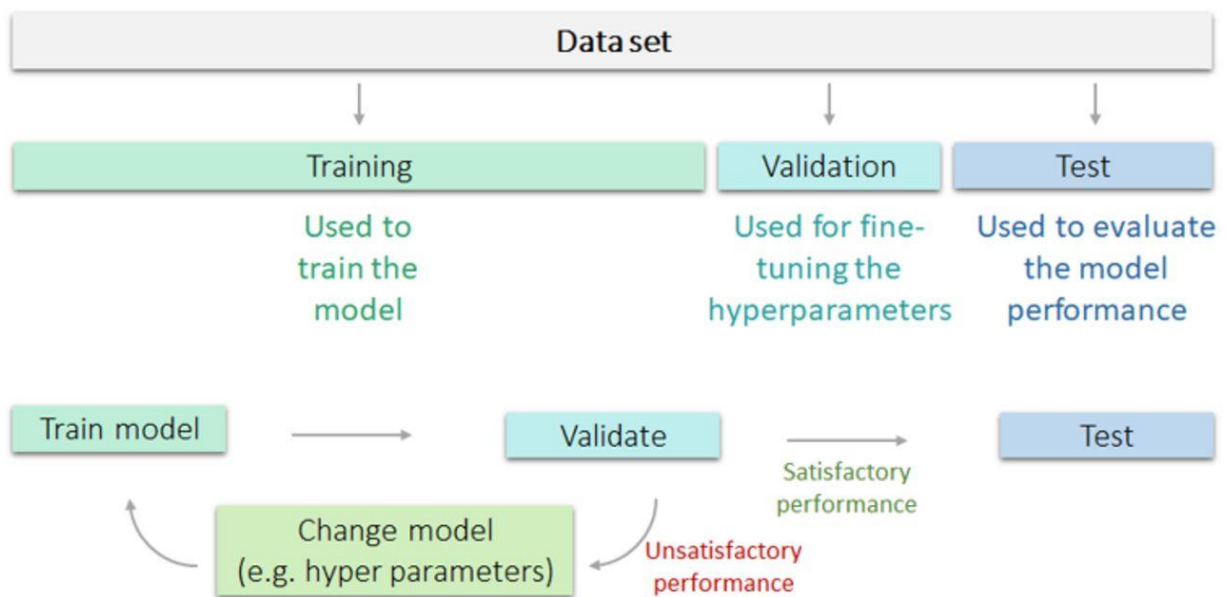 Data set
Training
Validation
Test
Used to
train the
model
Used for fine-
tuning the
hyperparameters
Used to evaluate
the model
performance
Train model
Validate
Test
Satisfactory
performance
Change model
(e.g. hyper parameters)
Unsatisfactory
performance